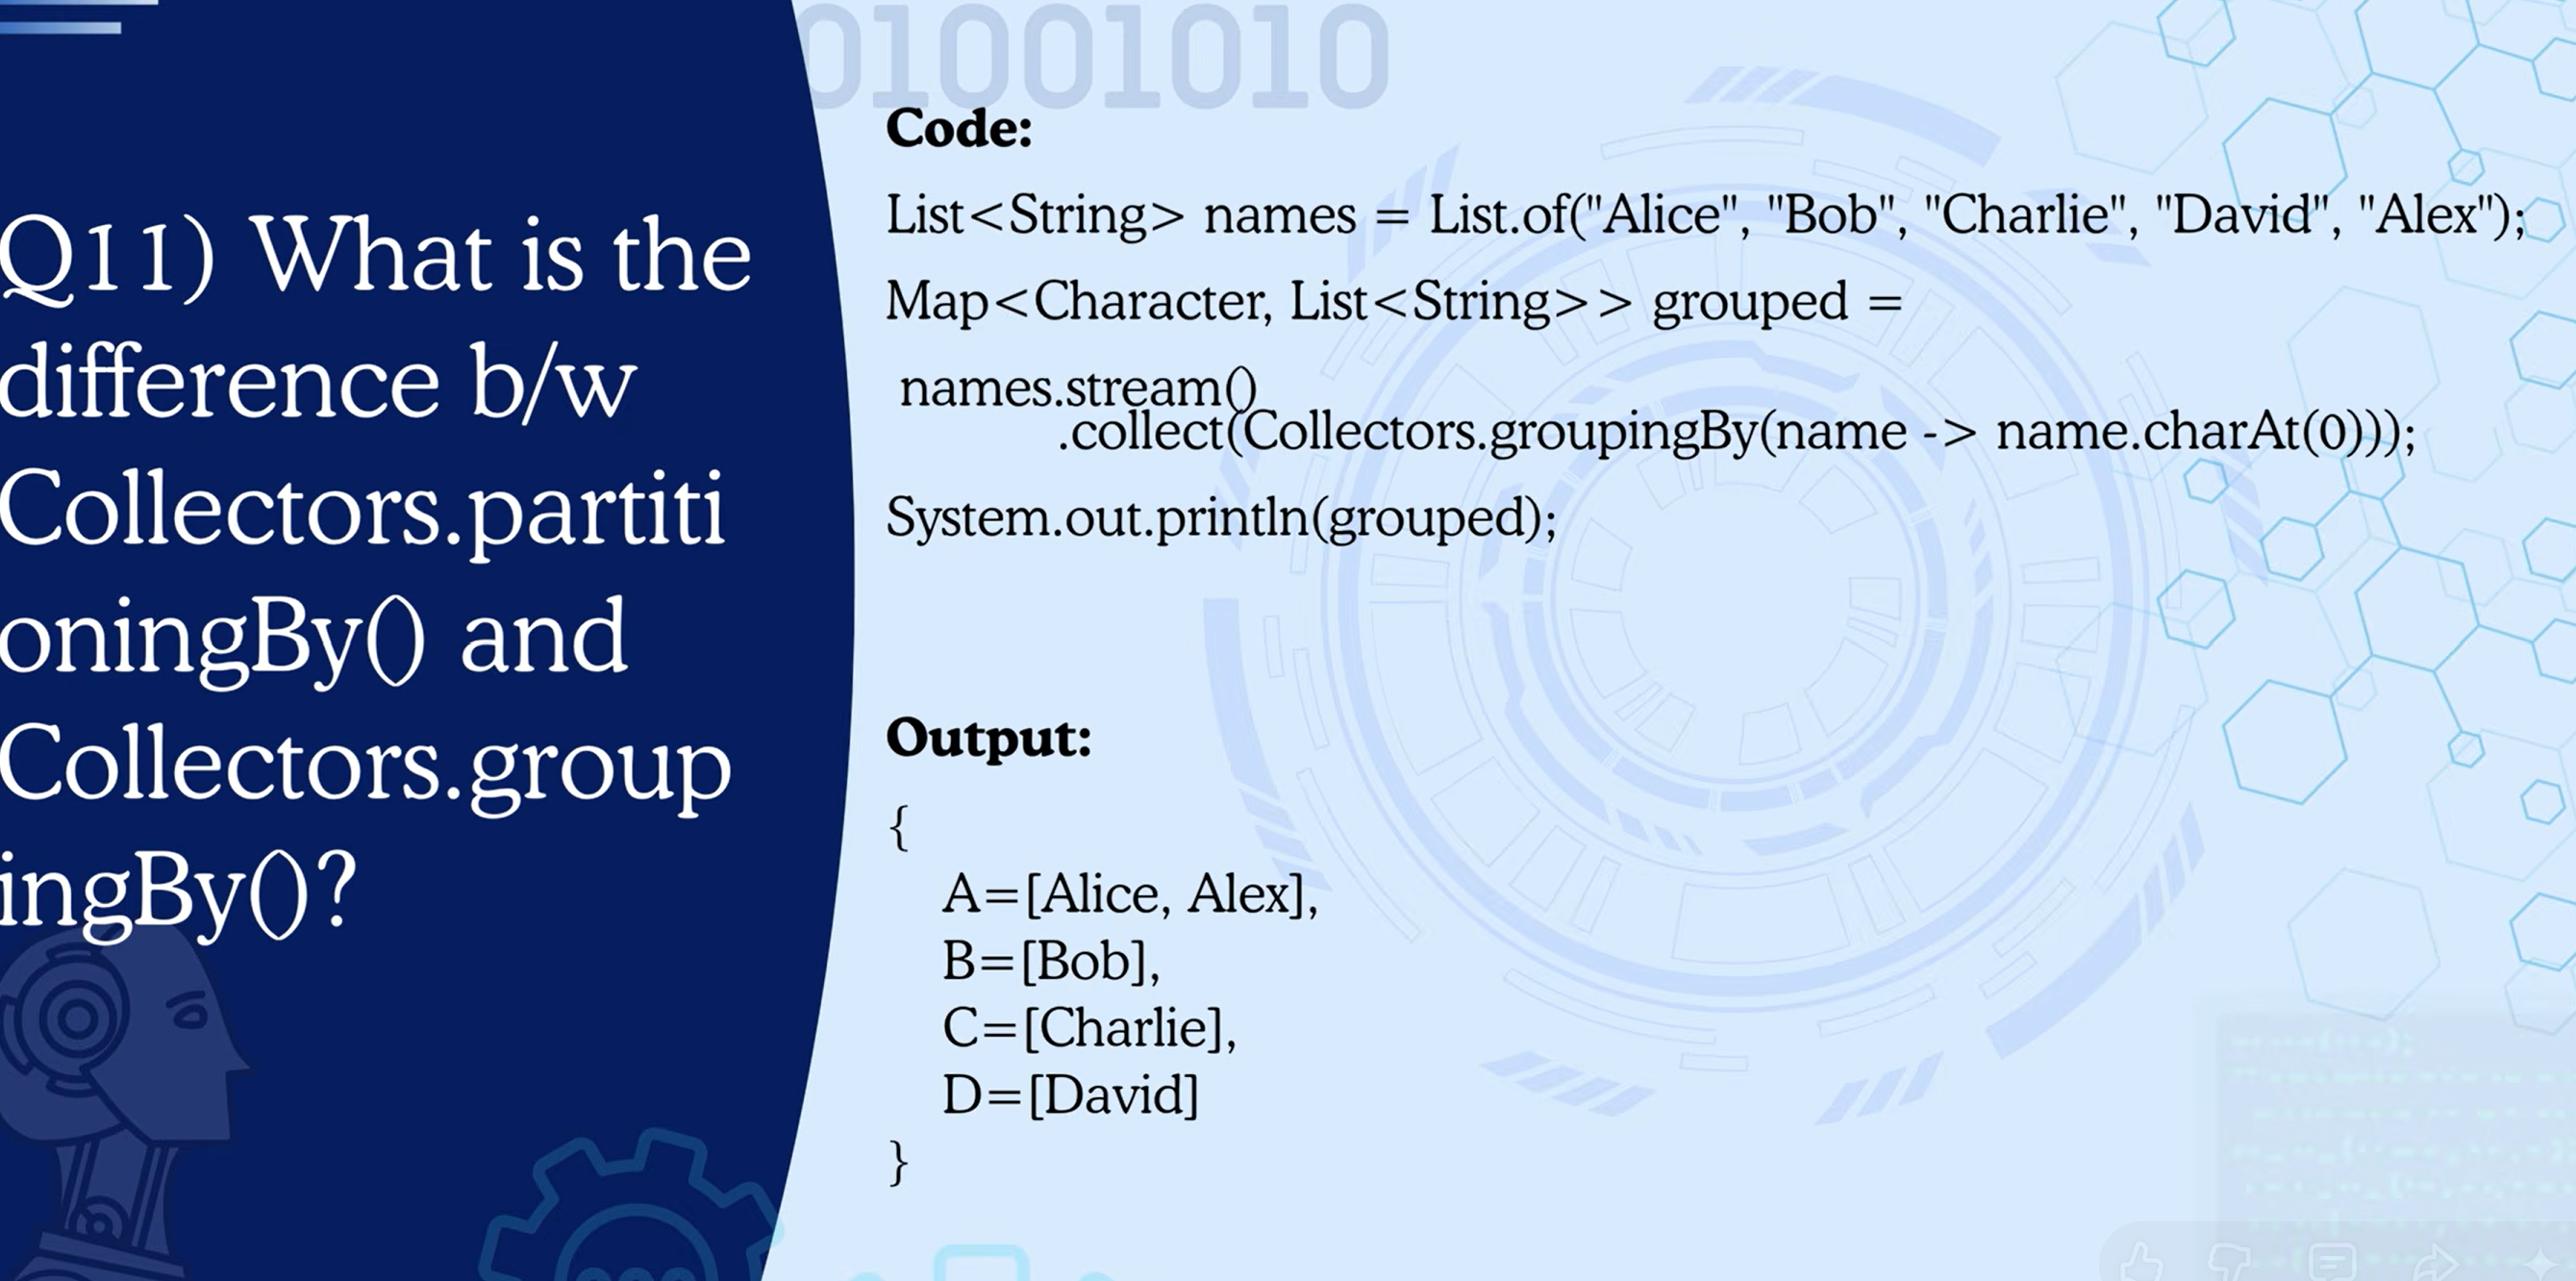 01001010
Q11) What is the
difference b/w
Collectors.partiti
oningBy() and
Collectors.group
ingBy()?
Code:
List<String> names = List.of("Alice", "Bob", "Charlie", "David", "Alex");
Map<Character, List<String>> grouped =
names.stream()
.collect(Collectors.groupingBy(name -> name.charAt(0)));
System.out.println(grouped);
Output:
{
A=[Alice, Alex],
B=[Bob],
C=[Charlie],
D=[David]
}